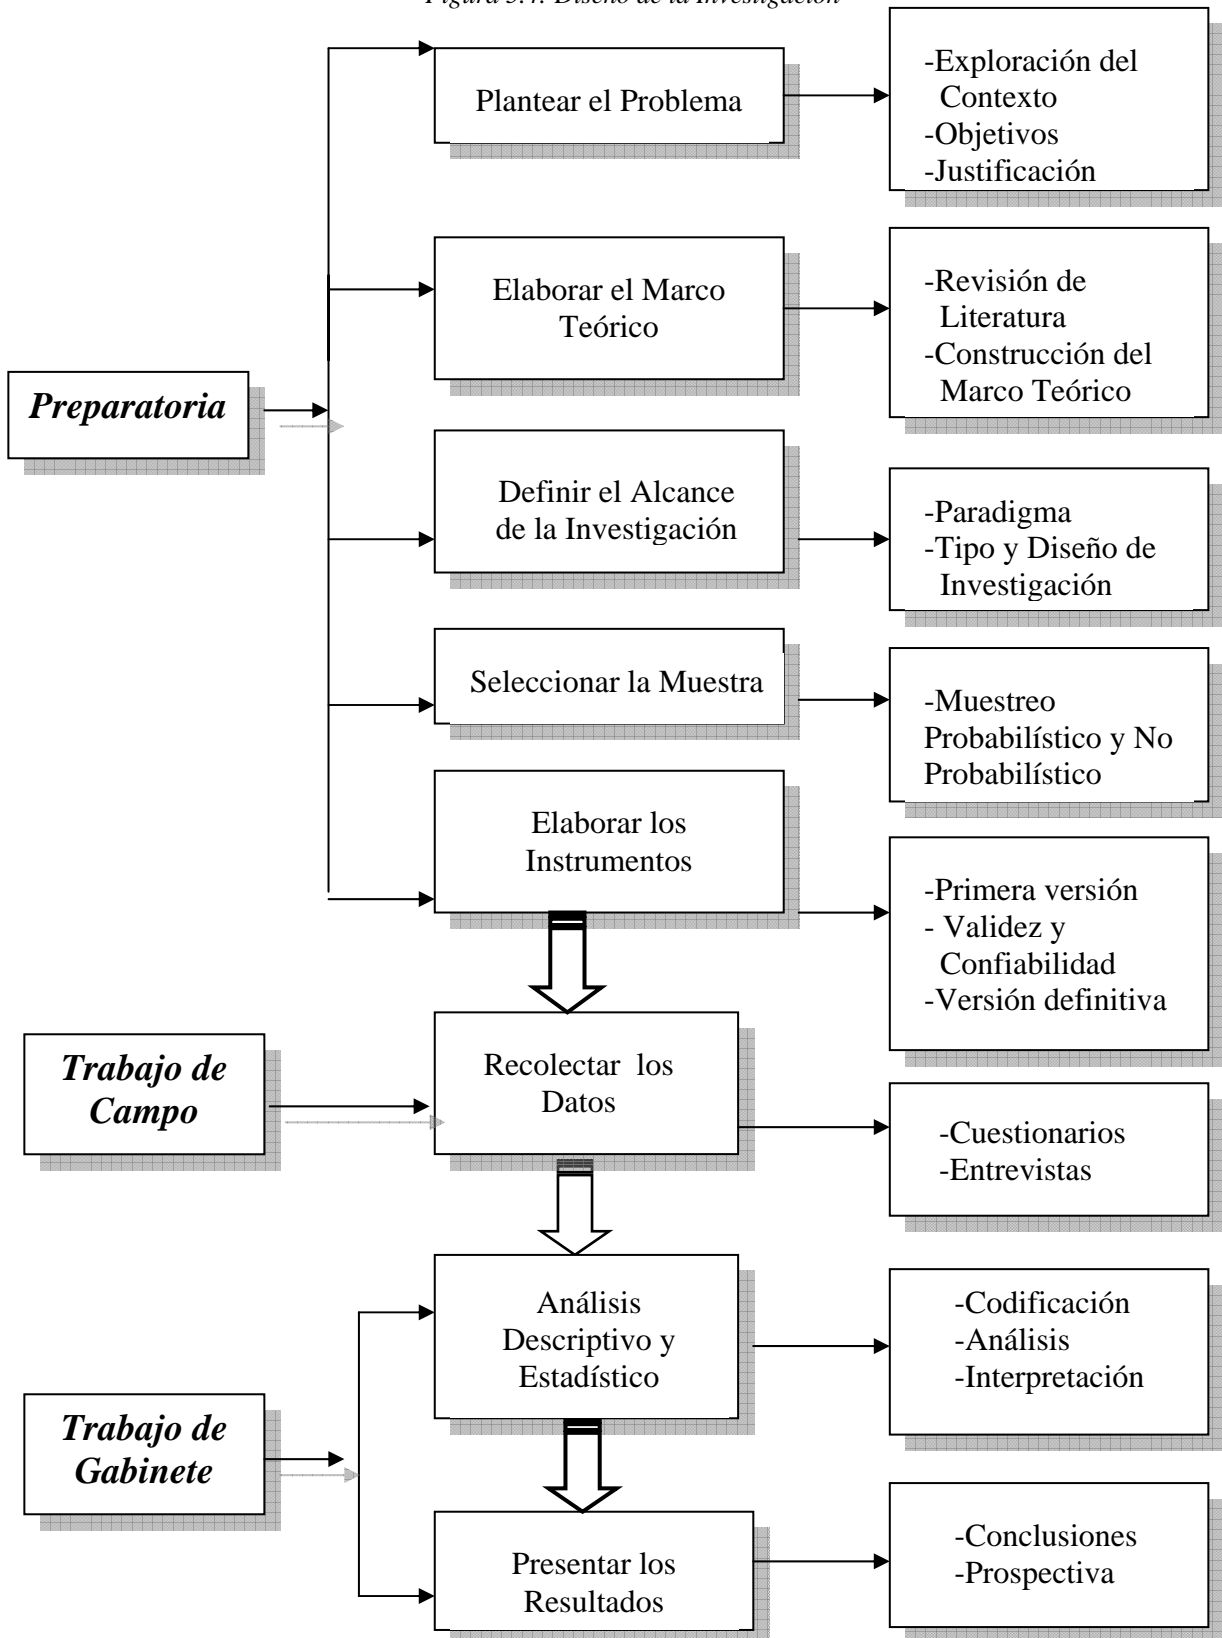 Figura 3.4. Diseño de la Investigación
Plantear el Problema
-Exploración del
Contexto
-Objetivos
-Justificación
Elaborar el Marco
Teórico
-Revisión de
Literatura
-Construcción del
Marco Teórico
Preparatoria
Definir el Alcance
de la Investigación
-Paradigma
-Tipo y Diseño de
Investigación
Seleccionar la Muestra
-Muestreo
Probabilístico y No
Probabilístico
Elaborar los
Instrumentos
-Primera versión
- Validez y
Confiabilidad
-Versión definitiva
Trabajo de
Campo
Recolectar los
Datos
-Cuestionarios
-Entrevistas
Análisis
Descriptivo y
Estadístico
-Codificación
-Análisis
-Interpretación
Trabajo de
Gabinete
Presentar los
Resultados
-Conclusiones
-Prospectiva